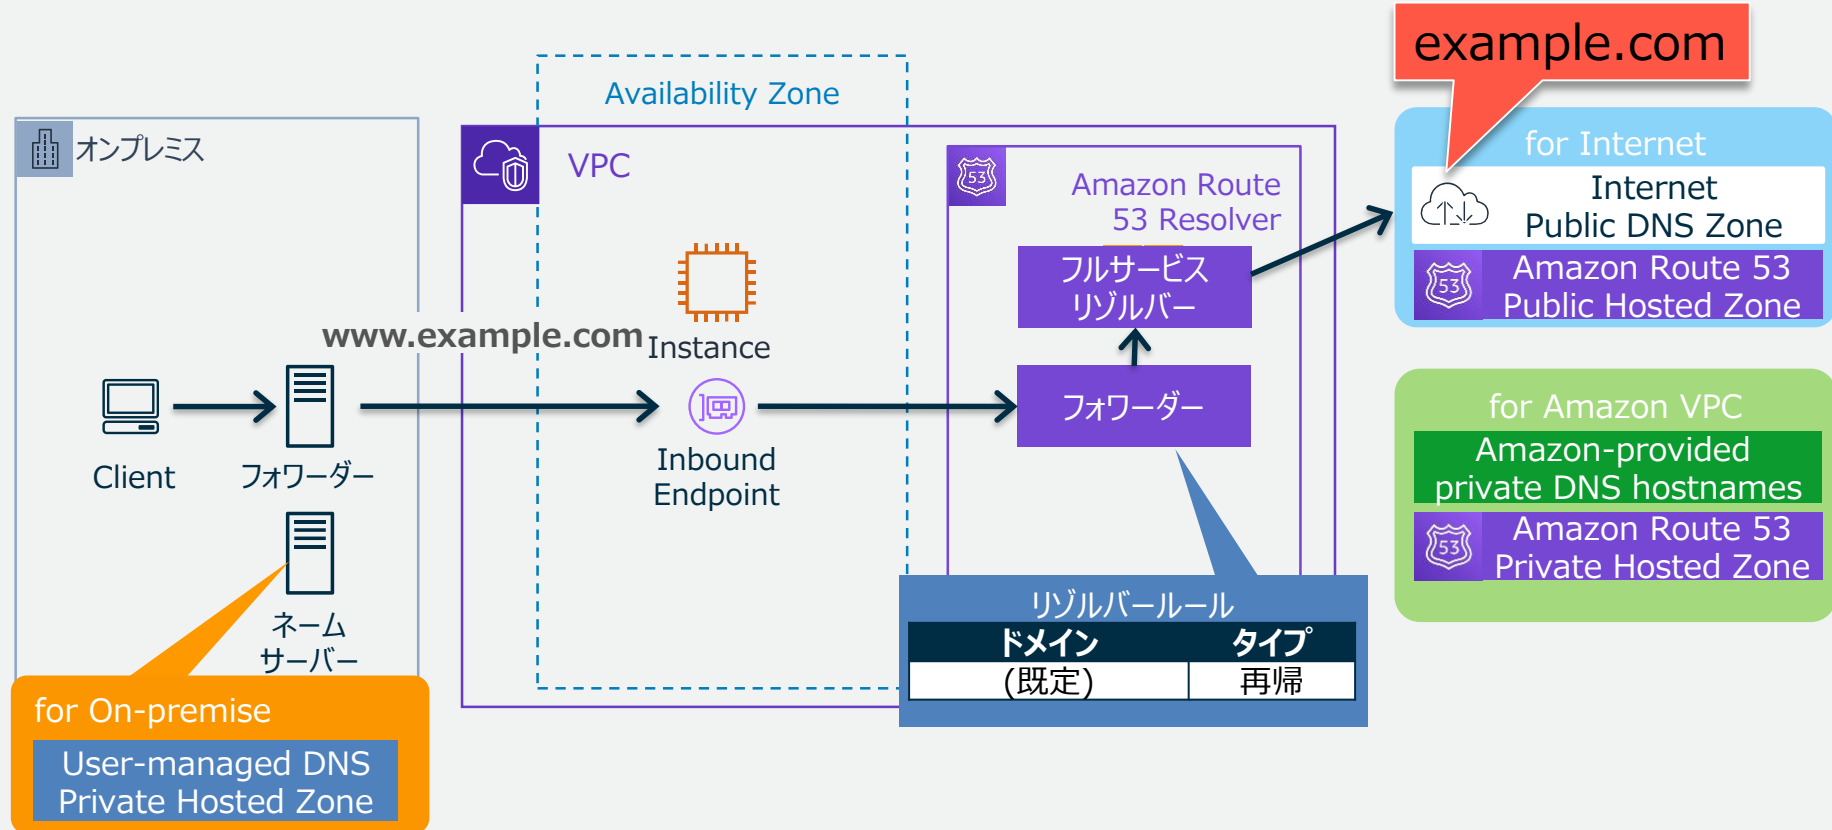 example.com
Availability Zone
オンプレミス
VPC
53
Amazon Route
53 Resolver
フルサービス
リゾルバー
フォワーダー
www.example.com
Instance
Inbound
Endpoint
Client
フォワーダー
ネーム
サーバー
for On-premise
User-managed DNS
Private Hosted Zone
リゾルバールール
ドメイン タイプ
(既定) 再帰
for Internet
Internet
Public DNS Zone
53
Amazon Route 53
Public Hosted Zone
for Amazon VPC
Amazon-provided
private DNS hostnames
53
Amazon Route 53
Private Hosted Zone